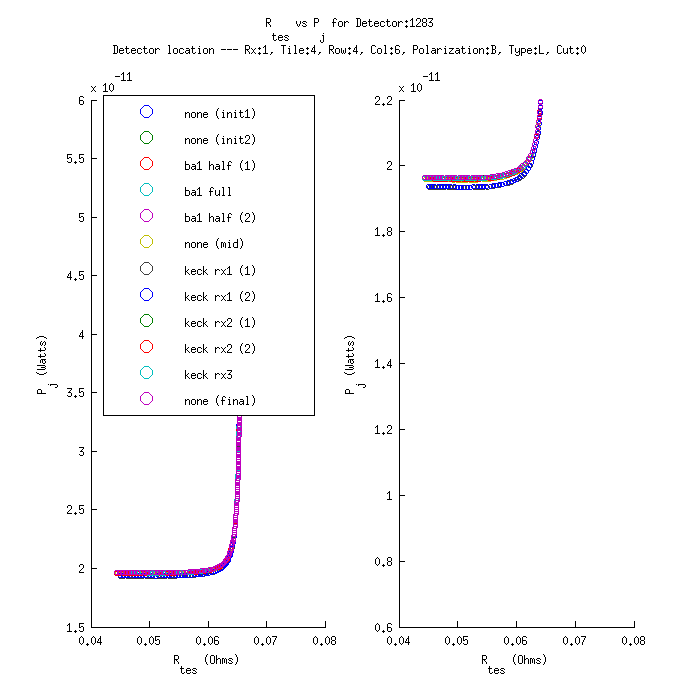 R tes vs P j for Detector:1283
Detector location --- Rx:1, Tile:4, Row:4, Col:6, Polarization:B, Type:L, Cut:0
x 10^-11
6
5.5
5
4.5
4
3.5
3
2.5
2
1.5
0.04 0.05 0.06 0.07 0.08
R tes (Ohms)
P j (Watts)
none (init1)
none (init2)
ba1 half (1)
ba1 full
ba1 half (2)
none (mid)
keck rx1 (1)
keck rx1 (2)
keck rx2 (1)
keck rx2 (2)
keck rx3
none (final)
x 10^-11
2.2
2
1.8
1.6
1.4
1.2
1
0.8
0.6
0.04 0.05 0.06 0.07 0.08
R tes (Ohms)
P j (Watts)